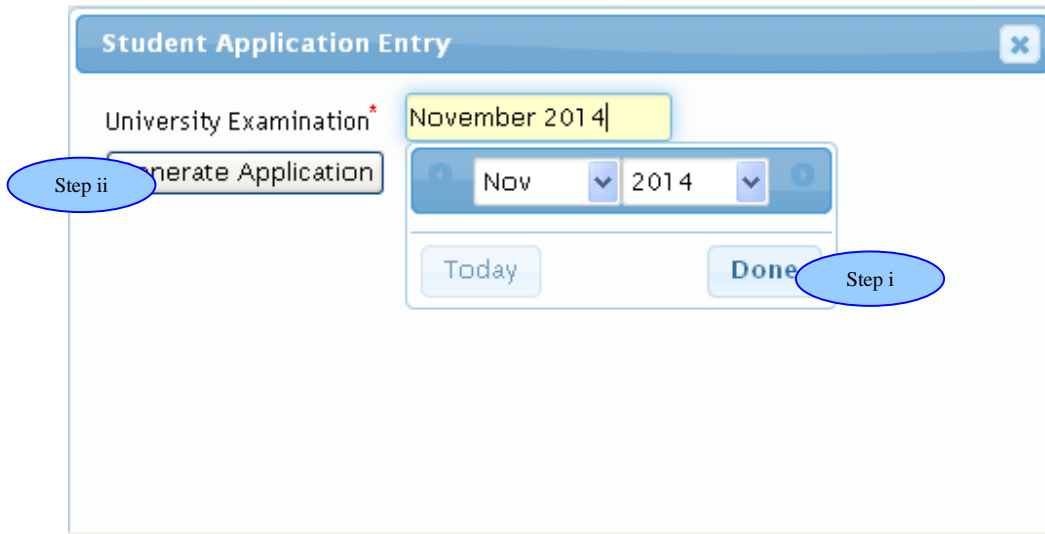 Student Application Entry
University Examination* November 2014
Step ii nerate Application
Nov 2014
Today Done
Step i